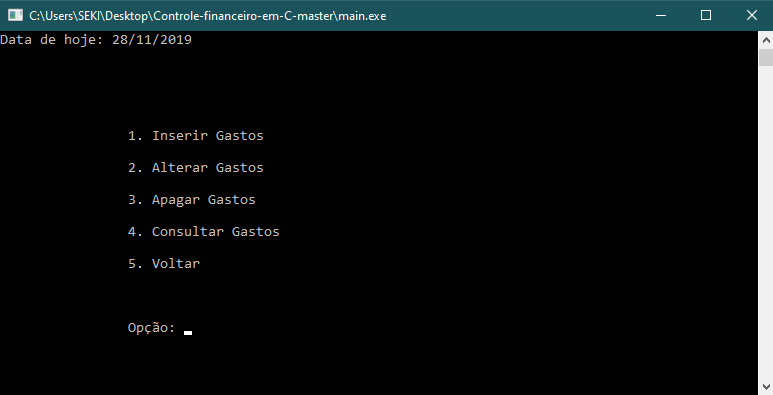 C:\Users\SEKI\Desktop\Controle-financeiro-em-C-master\main.exe
Data de hoje: 28/11/2019
1. Inserir Gastos
2. Alterar Gastos
3. Apagar Gastos
4. Consultar Gastos
5. Voltar
Opção: